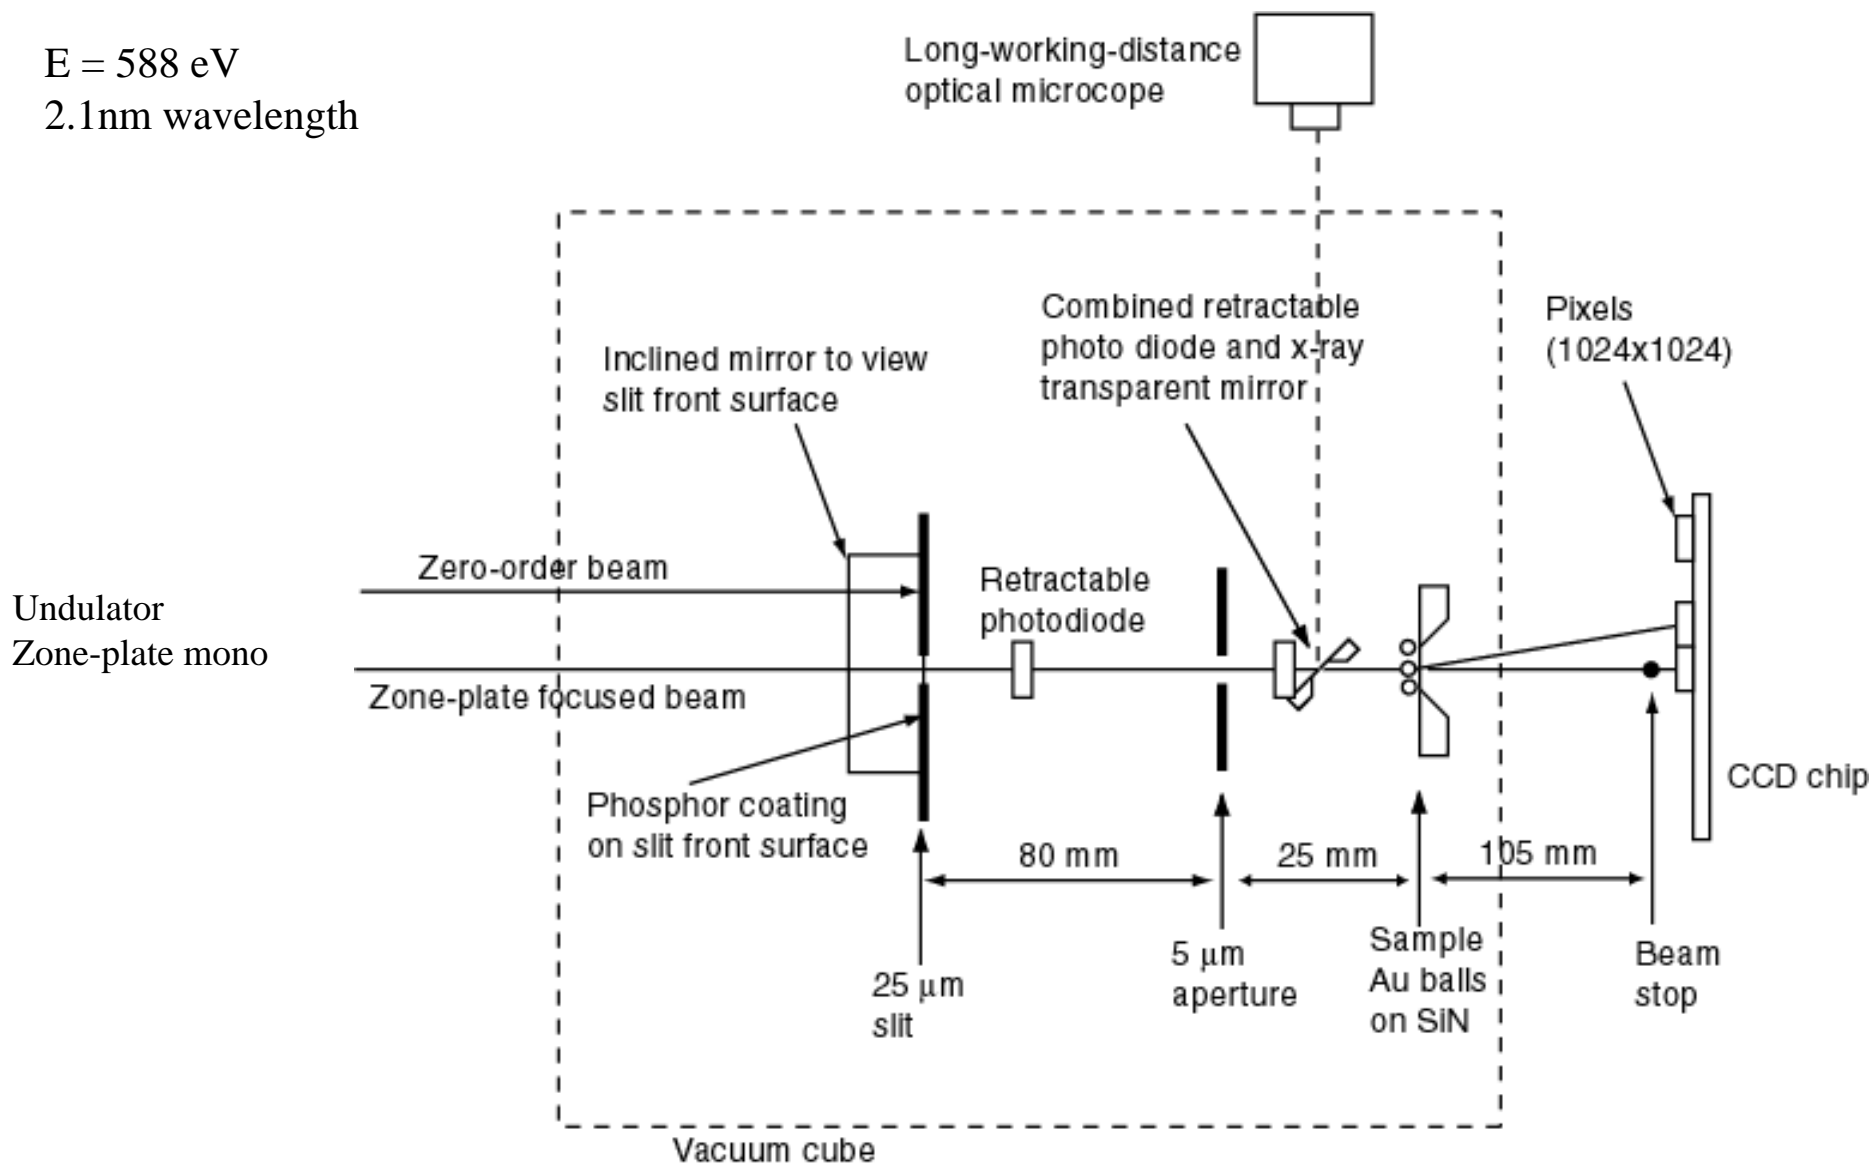 E = 588 eV
2.1nm wavelength
Long-working-distance
optical microcope
Combined retractable
photo diode and x-ray
transparent mirror
Pixels
(1024x1024)
Inclined mirror to view
slit front surface
Zero-order beam
Retractable
photodiode
Undulator
Zone-plate mono
Zone-plate focused beam
CCD chip
Phosphor coating
on slit front surface
80 mm
25 mm
105 mm
25 μm
slit
5 μm
aperture
Sample
Au balls
on SiN
Beam
stop
Vacuum cube